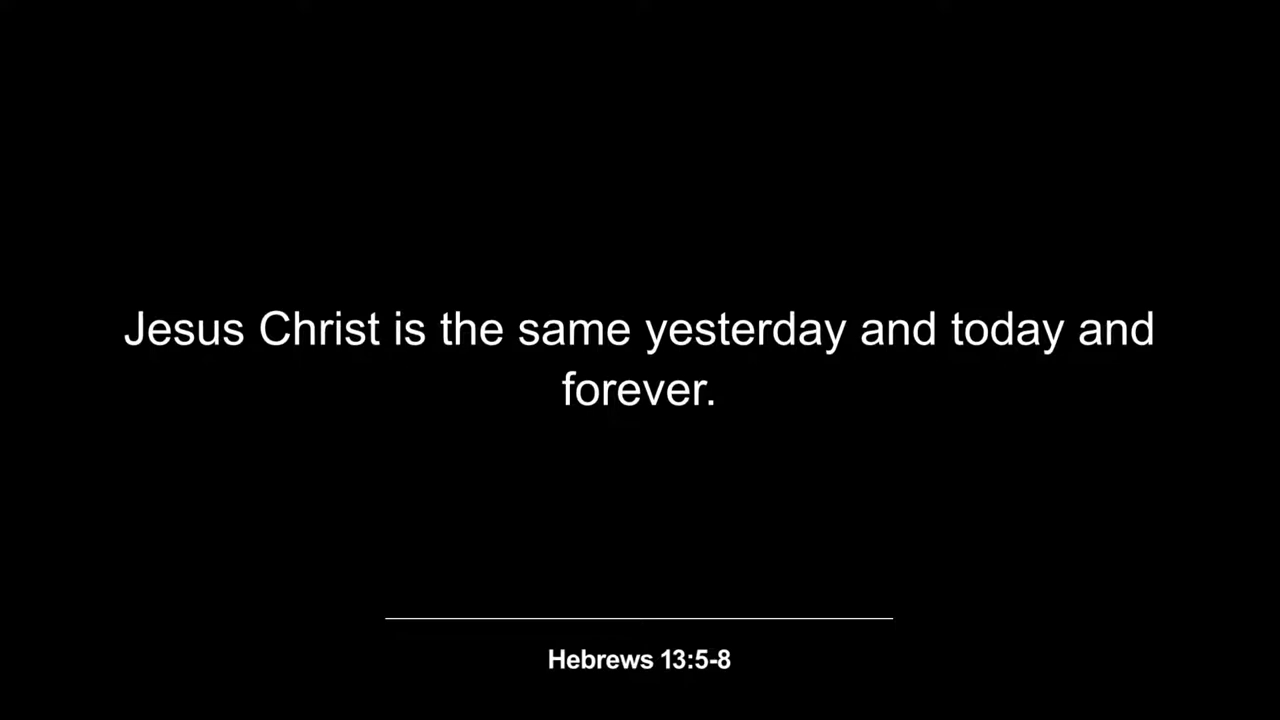 Jesus Christ is the same yesterday and today and
forever.
Hebrews 13:5-8